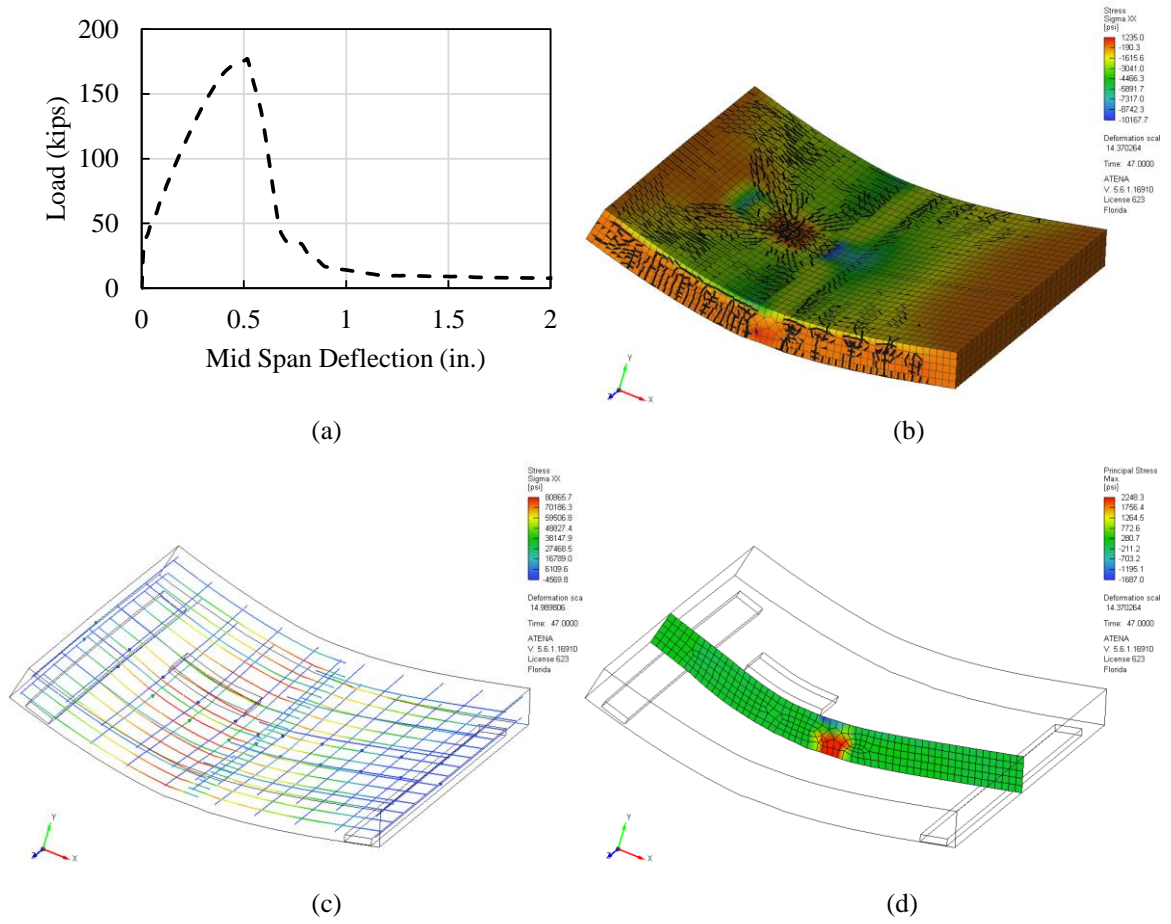 200
150
100
50
0
Load (kips)
0 0.5 1 1.5 2
Mid Span Deflection (in.)
(a)
Stress
Sigma XX
[psi]
1235.0
-190.3
-1615.6
-3041.0
-4466.3
-5891.7
-7317.0
-8742.3
-10167.7
Deformation scal
14.370264
Time: 47.0000
ATENA
V. 5.6.1.16910
License 623
Florida
Y
Z X
(b)
Stress
Sigma XX
[psi]
80865.7
70186.3
59506.8
48827.4
38147.9
27468.5
16789.0
6109.6
-4569.8
Deformation sca
14.989806
Time: 47.0000
ATENA
V. 5.6.1.16910
License 623
Florida
Y
Z X
(c)
Principal Stress
Max.
[psi]
2248.3
1756.4
1264.5
772.6
280.7
-211.2
-703.2
-1195.1
-1687.0
Deformation scal
14.370264
Time: 47.0000
ATENA
V. 5.6.1.16910
License 623
Florida
Y
Z X
(d)